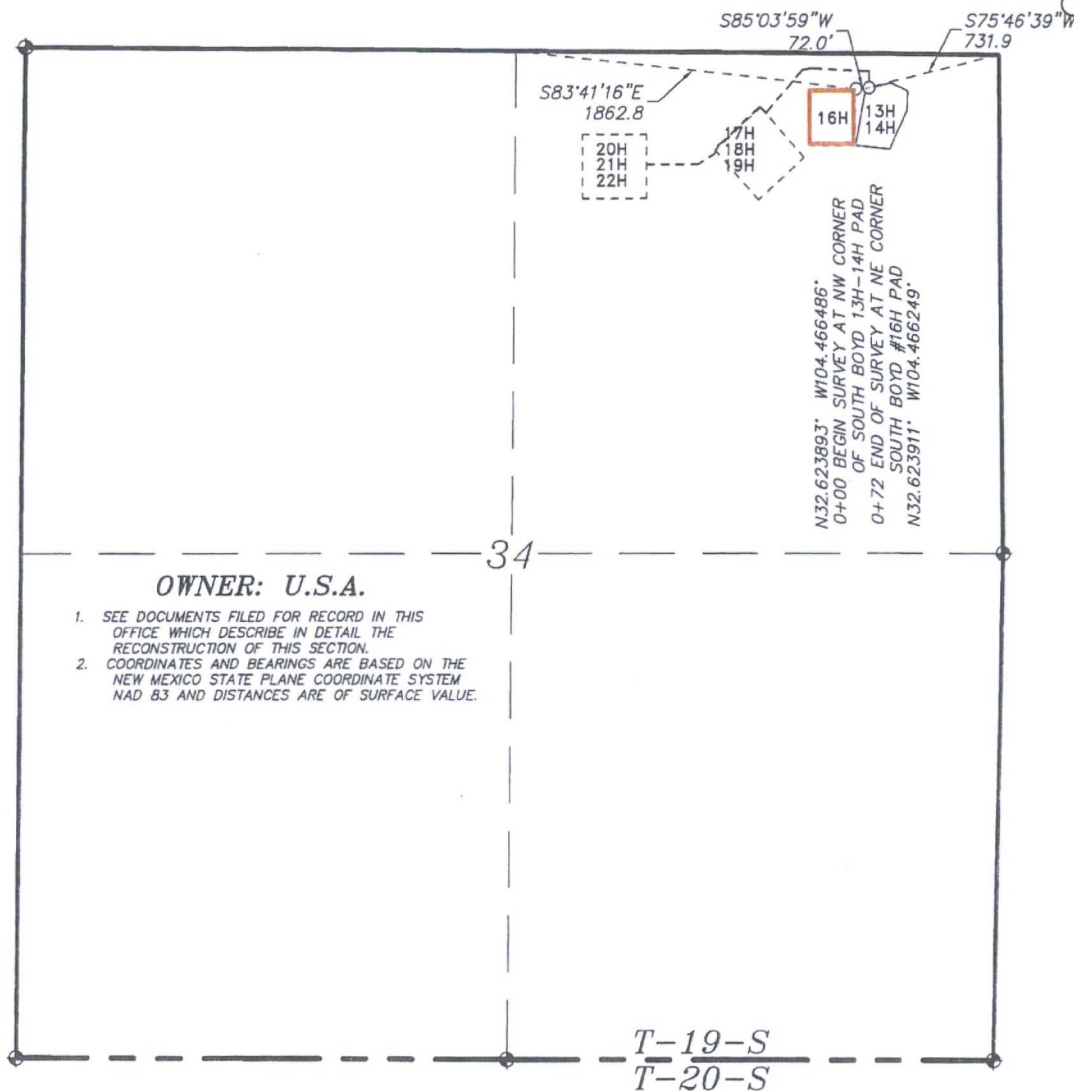 S85°03'59"W
72.0'
S75°46'39"W
731.9
S83°41'16"E
1862.8
16H
13H
14H
17H
18H
19H
20H
21H
22H
N32.623893° W104.466486°
0+00 BEGIN SURVEY AT NW CORNER
OF SOUTH BOYD 13H-14H PAD
0+72 END OF SURVEY AT NE CORNER
SOUTH BOYD #16H PAD
N32.623911° W104.466249°
34
OWNER: U.S.A.
1. SEE DOCUMENTS FILED FOR RECORD IN THIS
OFFICE WHICH DESCRIBE IN DETAIL THE
RECONSTRUCTION OF THIS SECTION.
2. COORDINATES AND BEARINGS ARE BASED ON THE
NEW MEXICO STATE PLANE COORDINATE SYSTEM
NAD 83 AND DISTANCES ARE OF SURFACE VALUE.
T-19-S
T-20-S